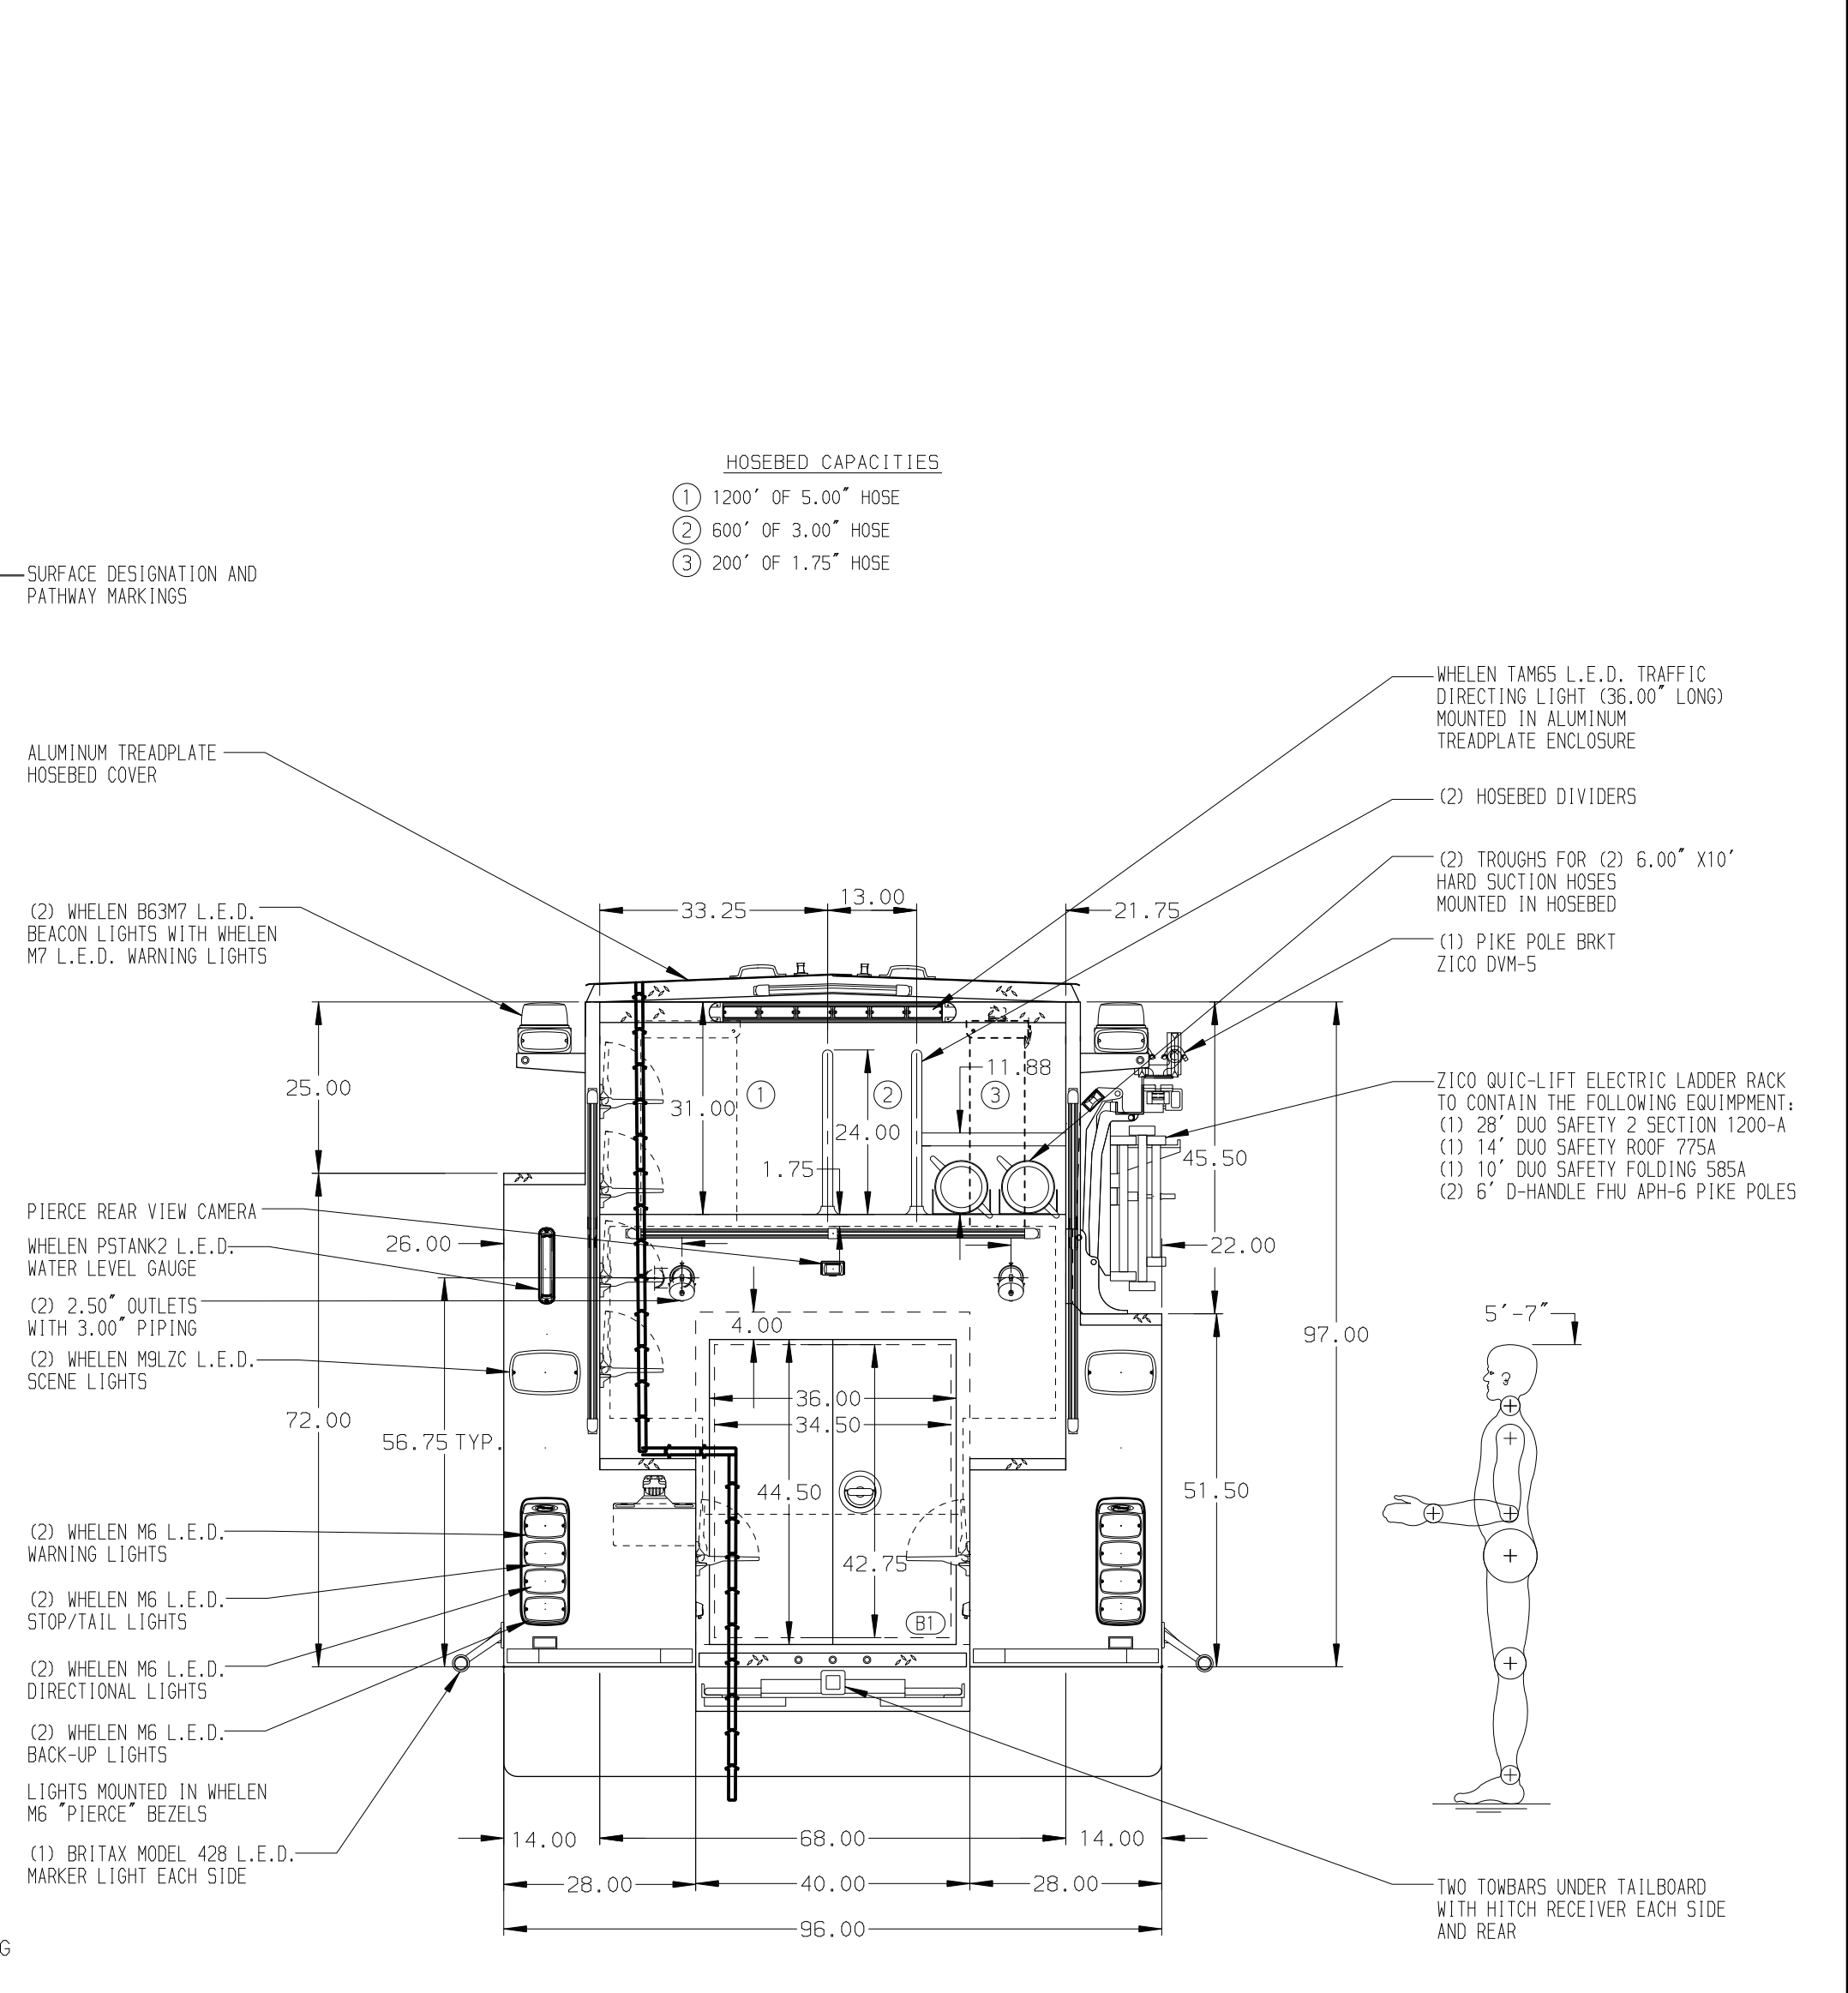 HOSEBED CAPACITIES
1 1200' OF 5.00" HOSE
2 600' OF 3.00" HOSE
3 200' OF 1.75" HOSE
SURFACE DESIGNATION AND
PATHWAY MARKINGS
ALUMINUM TREADPLATE
HOSEBED COVER
(2) WHELEN B63M7 L.E.D.
BEACON LIGHTS WITH WHELEN
M7 L.E.D. WARNING LIGHTS
PIERCE REAR VIEW CAMERA
WHELEN PSTANK2 L.E.D.
WATER LEVEL GAUGE
(2) 2.50" OUTLETS
WITH 3.00" PIPING
(2) WHELEN M9LZC L.E.D.
SCENE LIGHTS
(2) WHELEN M6 L.E.D.
WARNING LIGHTS
(2) WHELEN M6 L.E.D.
STOP/TAIL LIGHTS
(2) WHELEN M6 L.E.D.
DIRECTIONAL LIGHTS
(2) WHELEN M6 L.E.D.
BACK-UP LIGHTS
LIGHTS MOUNTED IN WHELEN
M6 "PIERCE" BEZELS
(1) BRITAX MODEL 428 L.E.D.
MARKER LIGHT EACH SIDE
G
33.25
13.00
21.75
25.00
31.00
1
2
3
11.88
24.00
1.75
45.50
26.00
22.00
4.00
97.00
36.00
34.50
72.00
56.75 TYP.
44.50
51.50
42.75
B1
14.00
68.00
14.00
28.00
40.00
28.00
96.00
WHELEN TAM65 L.E.D. TRAFFIC
DIRECTING LIGHT (36.00" LONG)
MOUNTED IN ALUMINUM
TREADPLATE ENCLOSURE
(2) HOSEBED DIVIDERS
(2) TROUGHS FOR (2) 6.00" X10'
HARD SUCTION HOSES
MOUNTED IN HOSEBED
(1) PIKE POLE BRKT
ZICO DVM-5
ZICO QUIC-LIFT ELECTRIC LADDER RACK
TO CONTAIN THE FOLLOWING EQUIMPMENT:
(1) 28' DUO SAFETY 2 SECTION 1200-A
(1) 14' DUO SAFETY ROOF 775A
(1) 10' DUO SAFETY FOLDING 585A
(2) 6' D-HANDLE FHU APH-6 PIKE POLES
5'-7"
TWO TOWBARS UNDER TAILBOARD
WITH HITCH RECEIVER EACH SIDE
AND REAR